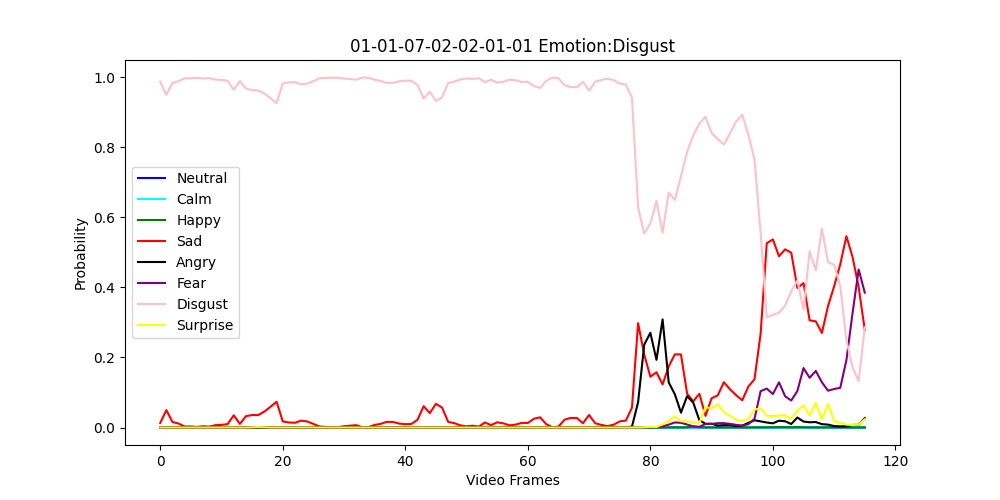 01-01-07-02-02-01-01 Emotion:Disgust
Probability
1.0
0.8
0.6
0.4
0.2
0.0
Neutral
Calm
Happy
Sad
Angry
Fear
Disgust
Surprise
0 20 40 60 80 100 120
Video Frames